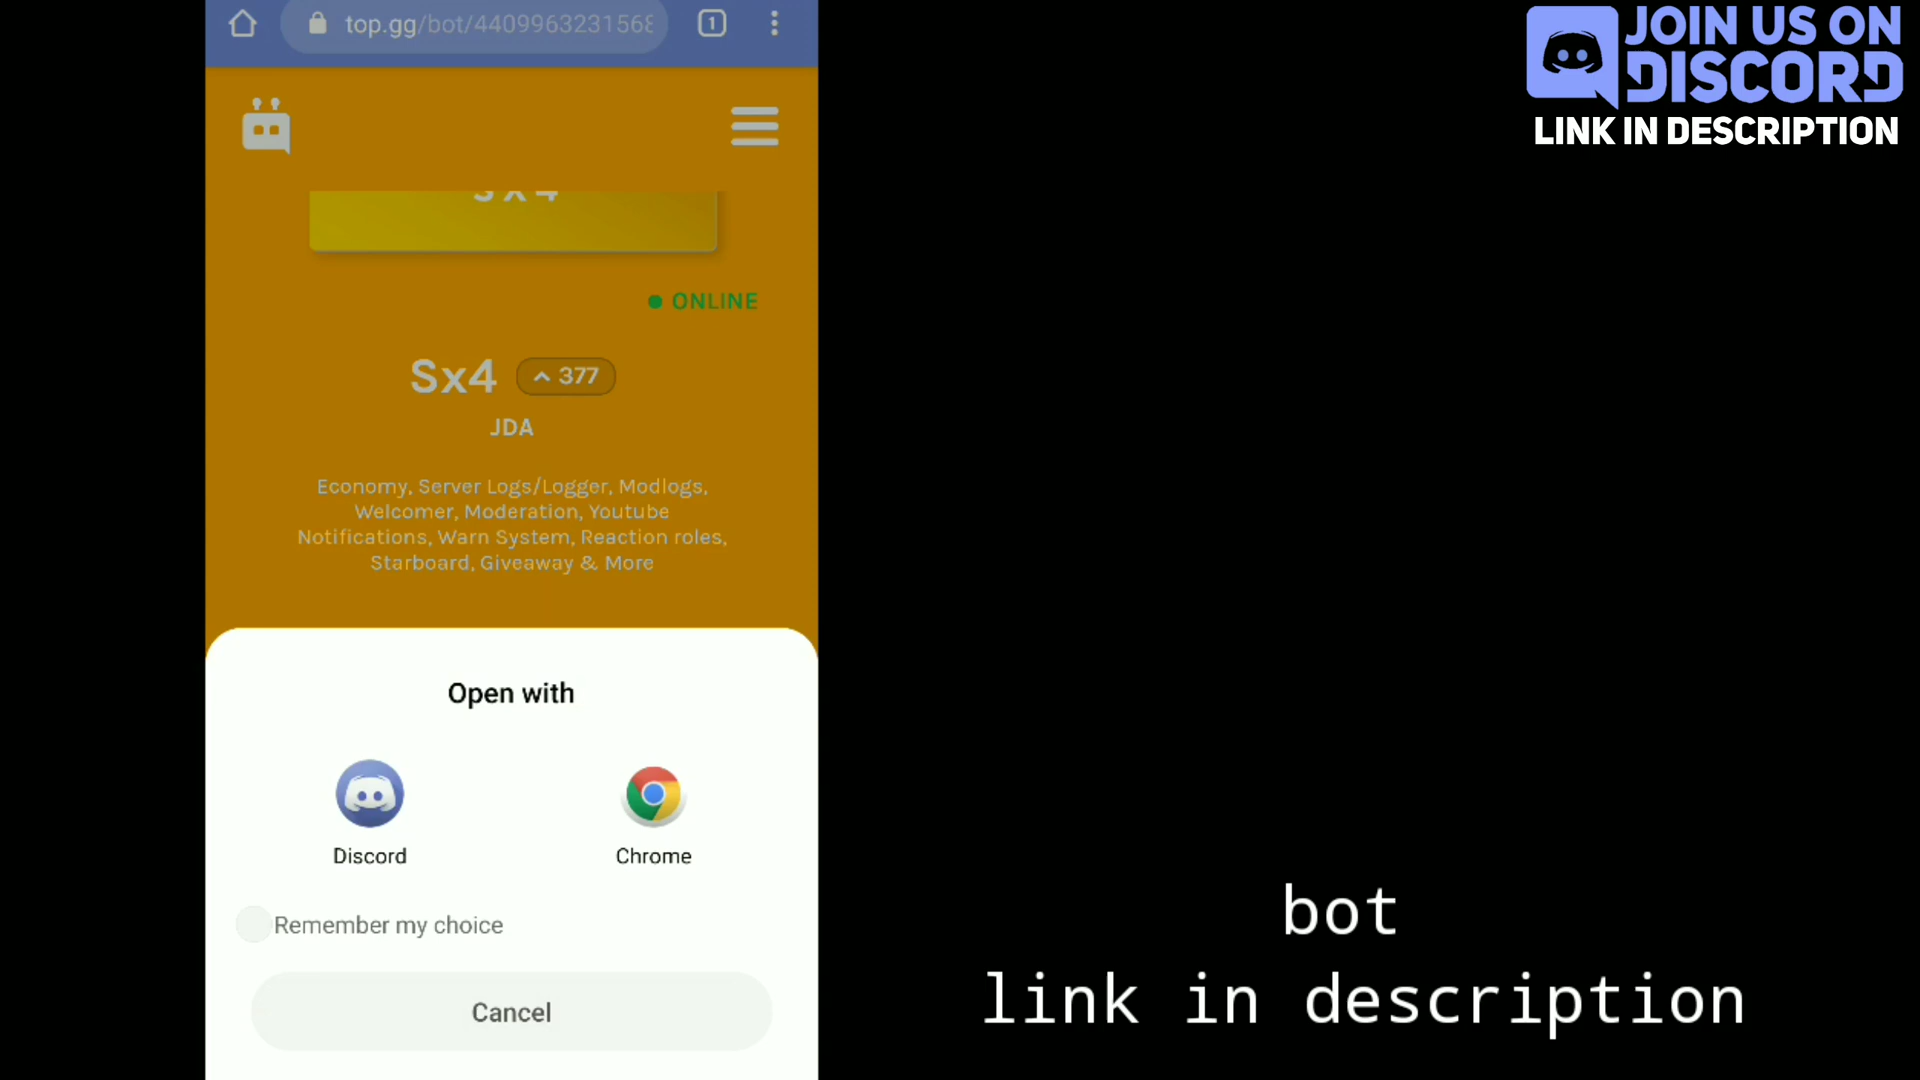 top.gg/bot/440996323156
1
JOIN US ON
DISCORD
LINK IN DESCRIPTION
Sx4
ONLINE
Sx4
377
JDA
Economy, Server Logs/Logger, Modlogs,
Welcomer, Moderation, Youtube
Notifications, Warn System, Reaction roles,
Starboard, Giveaway & More
Open with
Discord
Chrome
Remember my choice
Cancel
bot
link in description